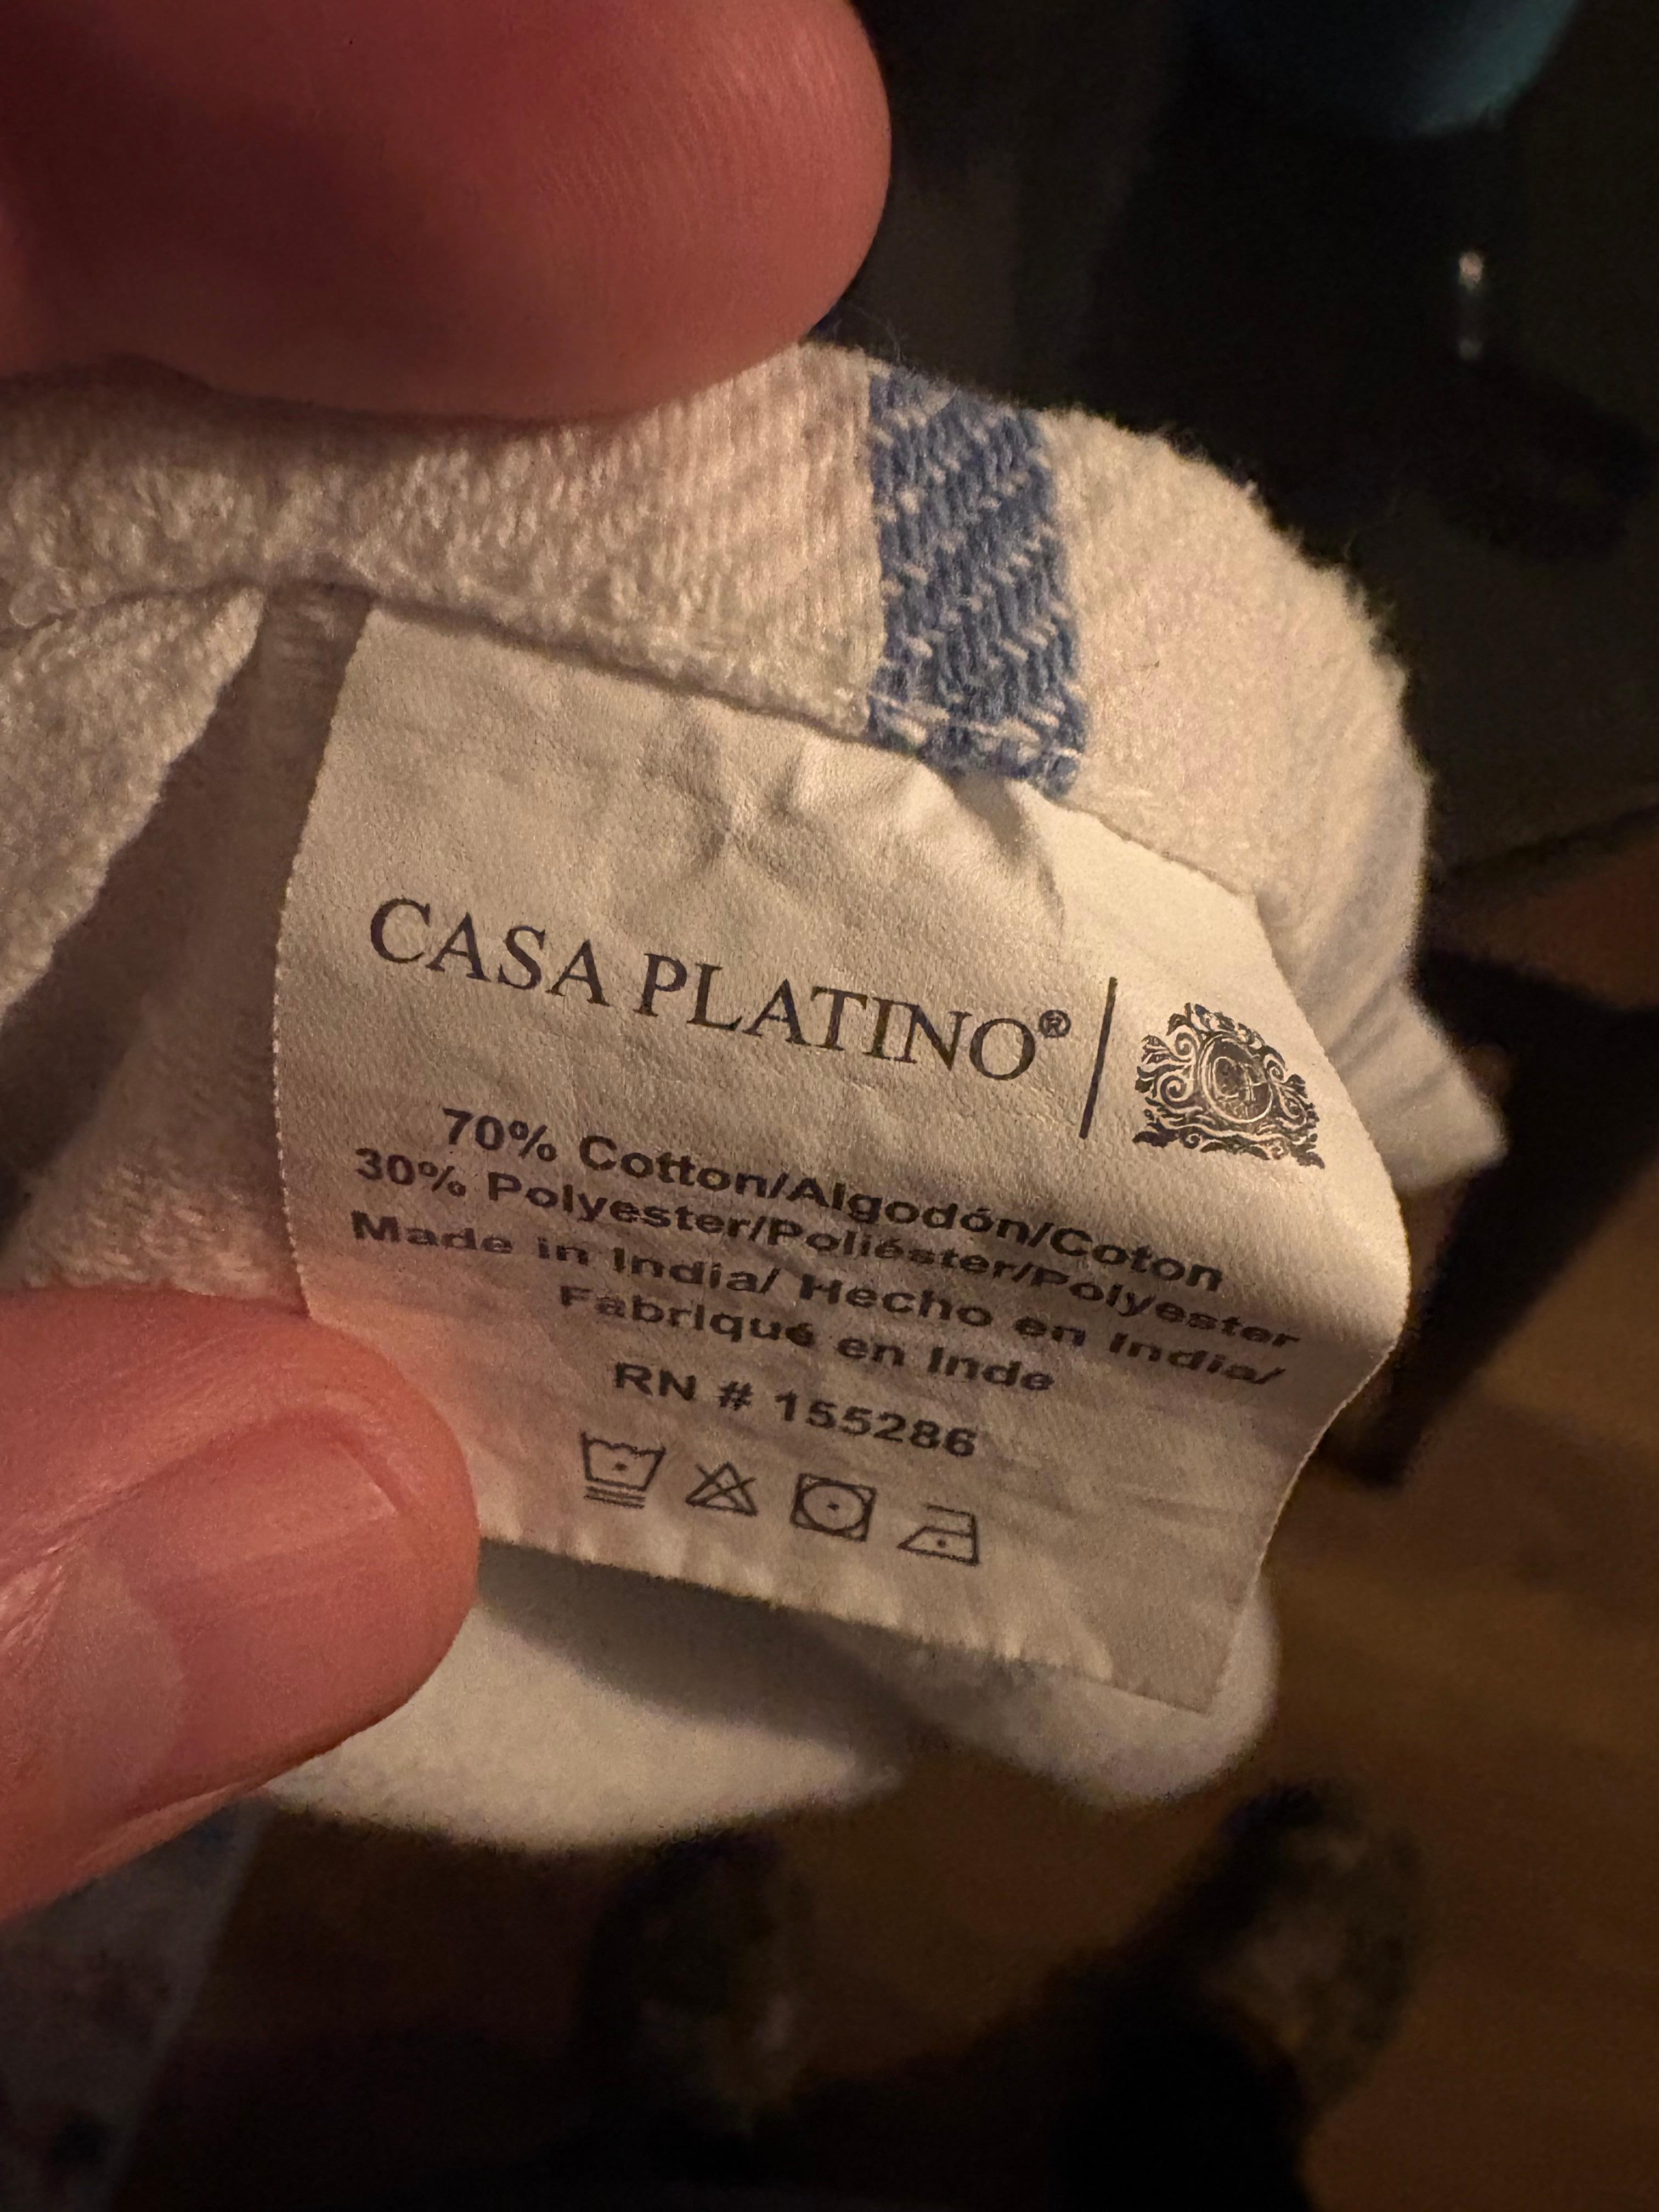 CASA PLATINO®
70% Cotton/Algodón/Coton
30% Polyester/Poliéster/Polyester
Made in India/ Hecho en India/
Fabriqué en Inde
RN # 155286